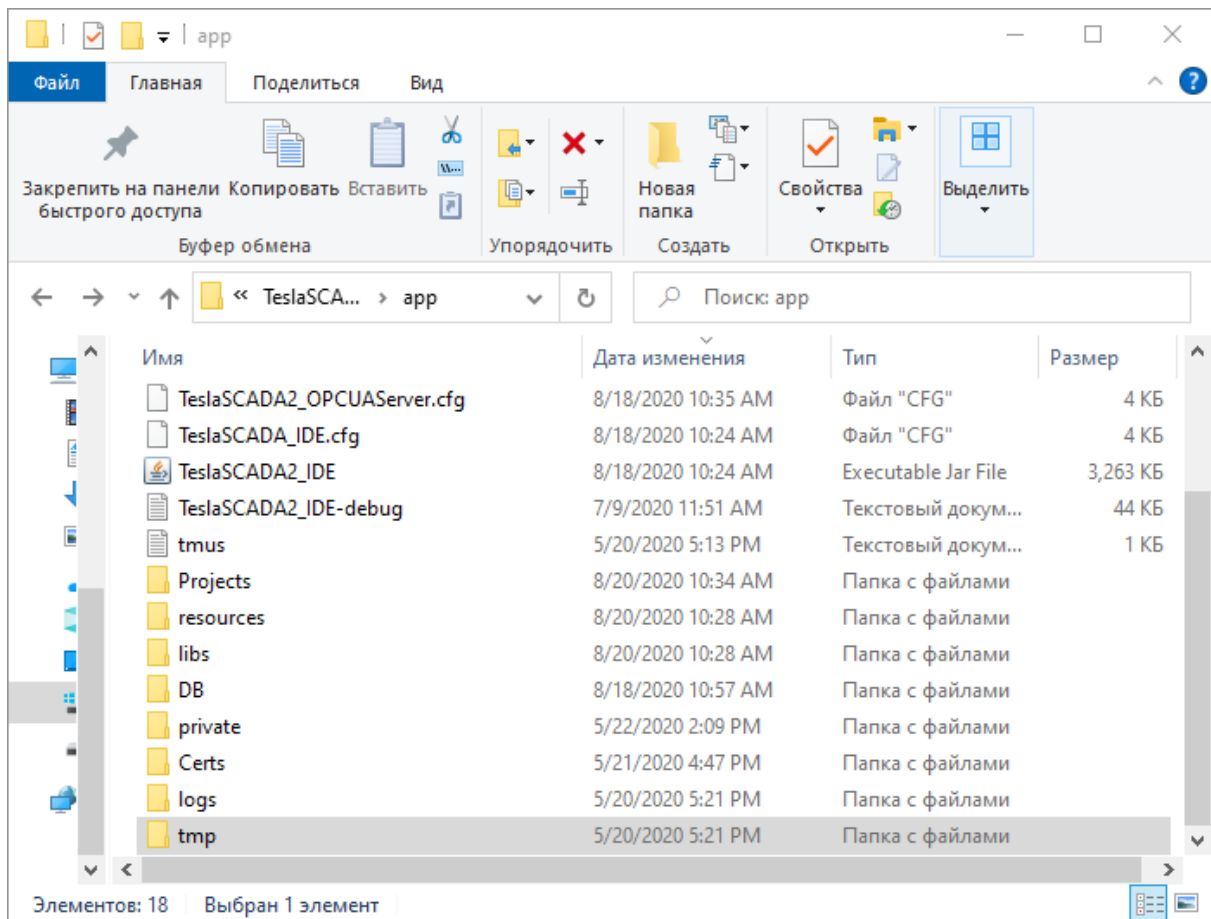 app
Файл Главная Поделиться Вид
Закрепить на панели быстрого доступа Копировать Вставить
Новая папка
Свойства
Выделить
Буфер обмена Упорядочить Создать Открыть
« TeslaSCA... › app Поиск: app
Имя Дата изменения Тип Размер
TeslaSCADA2_OPCUAServer.cfg 8/18/2020 10:35 AM Файл "CFG" 4 КБ
TeslaSCADA_IDE.cfg 8/18/2020 10:24 AM Файл "CFG" 4 КБ
TeslaSCADA2_IDE 8/18/2020 10:24 AM Executable Jar File 3,263 КБ
TeslaSCADA2_IDE-debug 7/9/2020 11:51 AM Текстовый докум... 44 КБ
tmus 5/20/2020 5:13 PM Текстовый докум... 1 КБ
Projects 8/20/2020 10:34 AM Папка с файлами
resources 8/20/2020 10:28 AM Папка с файлами
libs 8/20/2020 10:28 AM Папка с файлами
DB 8/18/2020 10:57 AM Папка с файлами
private 5/22/2020 2:09 PM Папка с файлами
Certs 5/21/2020 4:47 PM Папка с файлами
logs 5/20/2020 5:21 PM Папка с файлами
tmp 5/20/2020 5:21 PM Папка с файлами
Элементов: 18 Выбран 1 элемент